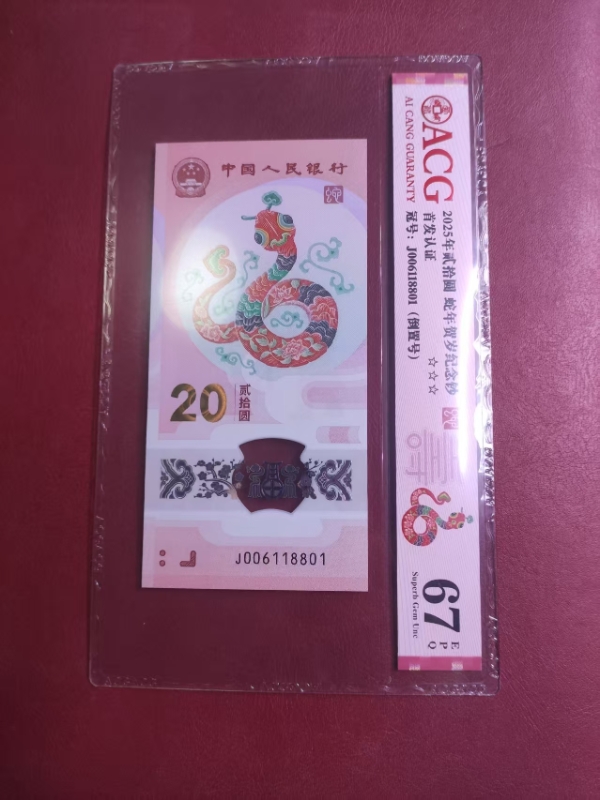 中国人民银行
20
贰拾圆
J006118801
ACG
AI CANG GUARANTY
2025年贰拾圆 蛇年贺岁纪念钞
首发认证
☆☆☆
冠号：J006118801（倒置号）
67
EPQ
Superb Gem Unc